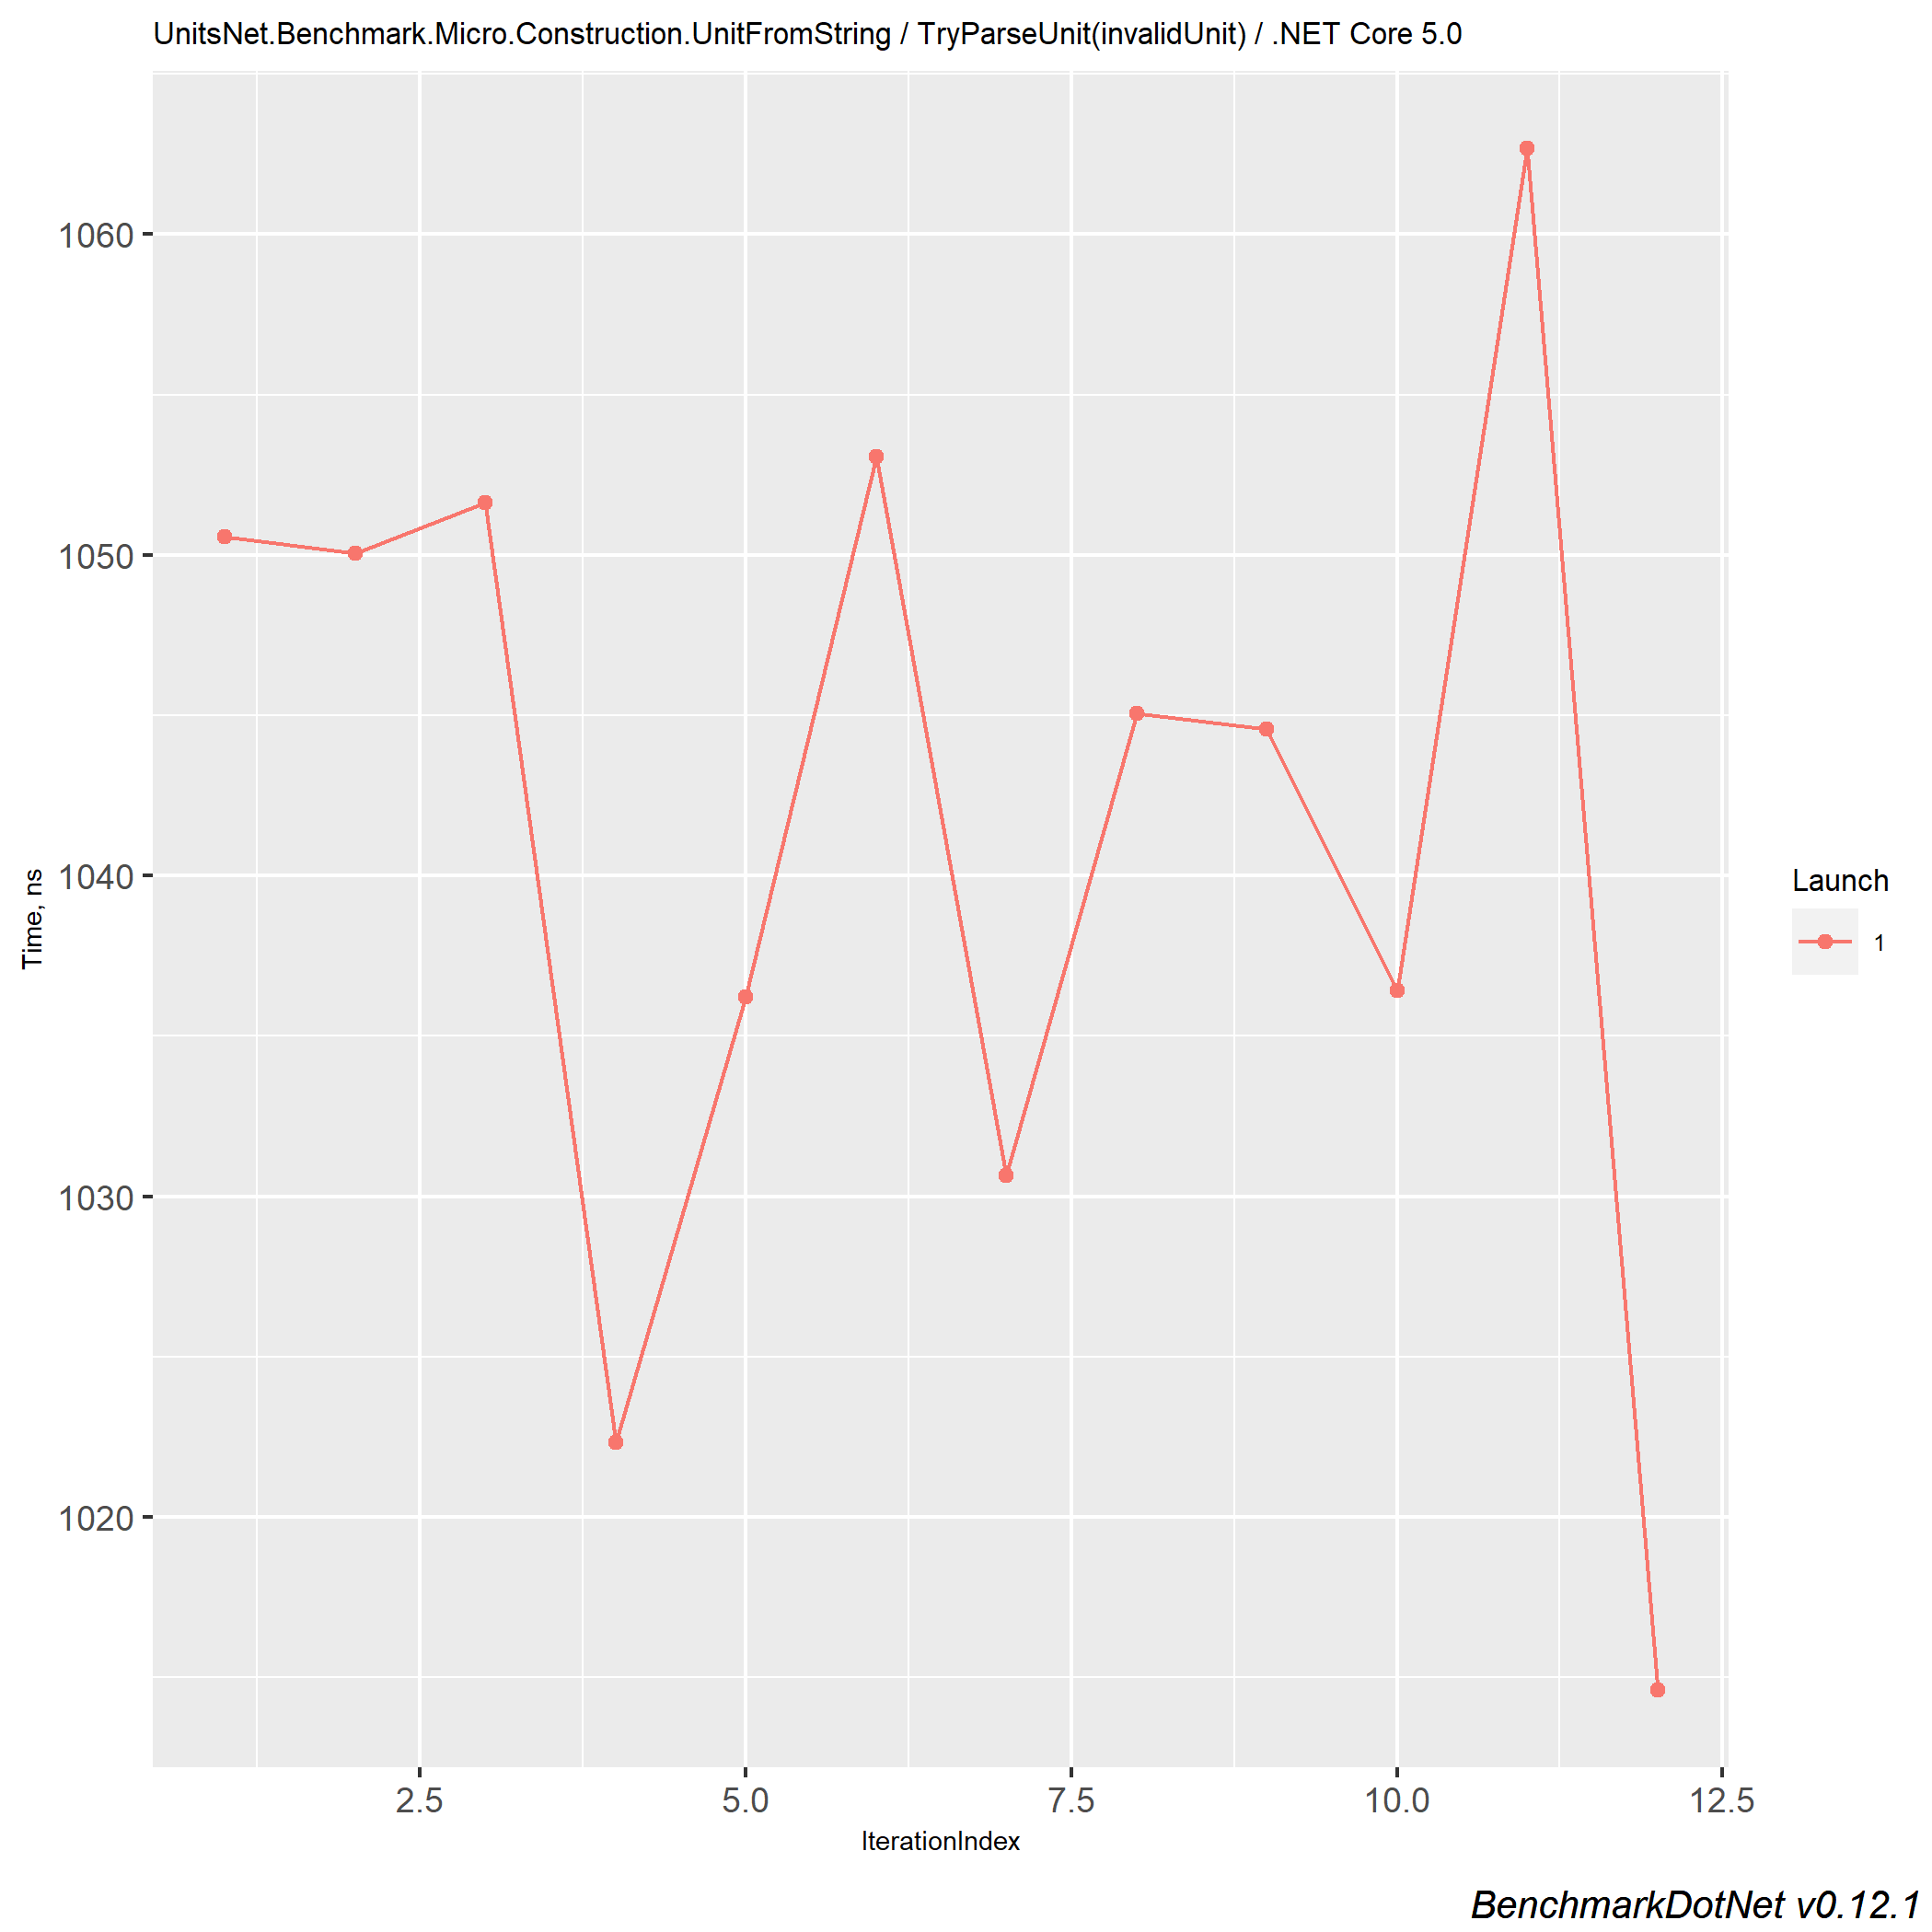 UnitsNet.Benchmark.Micro.Construction.UnitFromString / TryParseUnit(invalidUnit) / .NET Core 5.0
1060
1050
1040
1030
1020
Time, ns
2.5 5.0 7.5 10.0 12.5
IterationIndex
Launch
1
BenchmarkDotNet v0.12.1